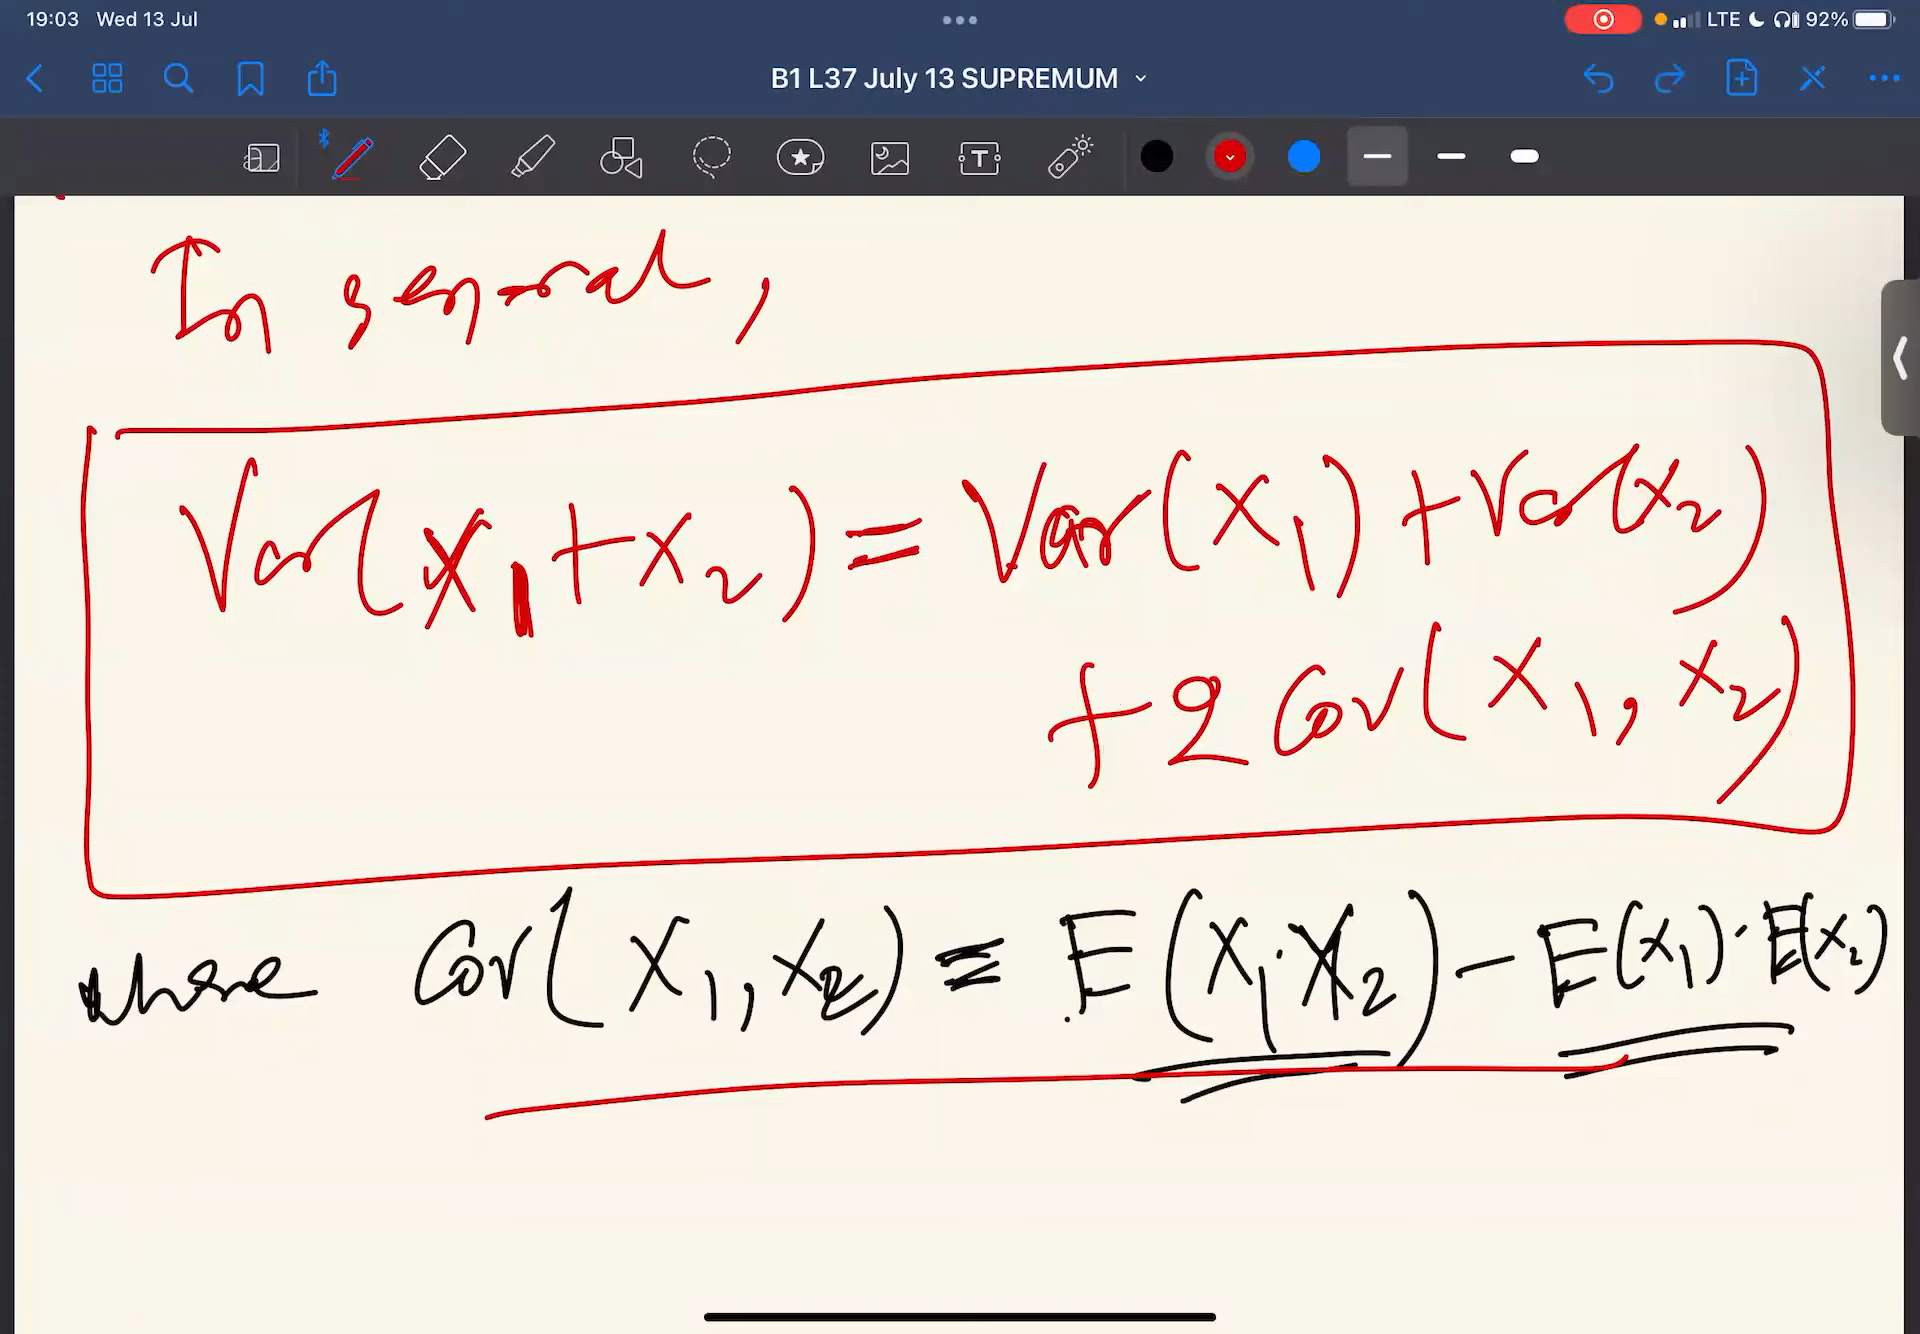 19:03 Wed 13 Jul LTE 92%
B1 L37 July 13 SUPREMUM
T
In general,
Var(X₁+X₂) = Var(X₁) + Var(X₂)
+2 Cov(X₁, X₂)
where Cov(X₁, X₂) = E(X₁·X₂) - E(X₁)·E(X₂)